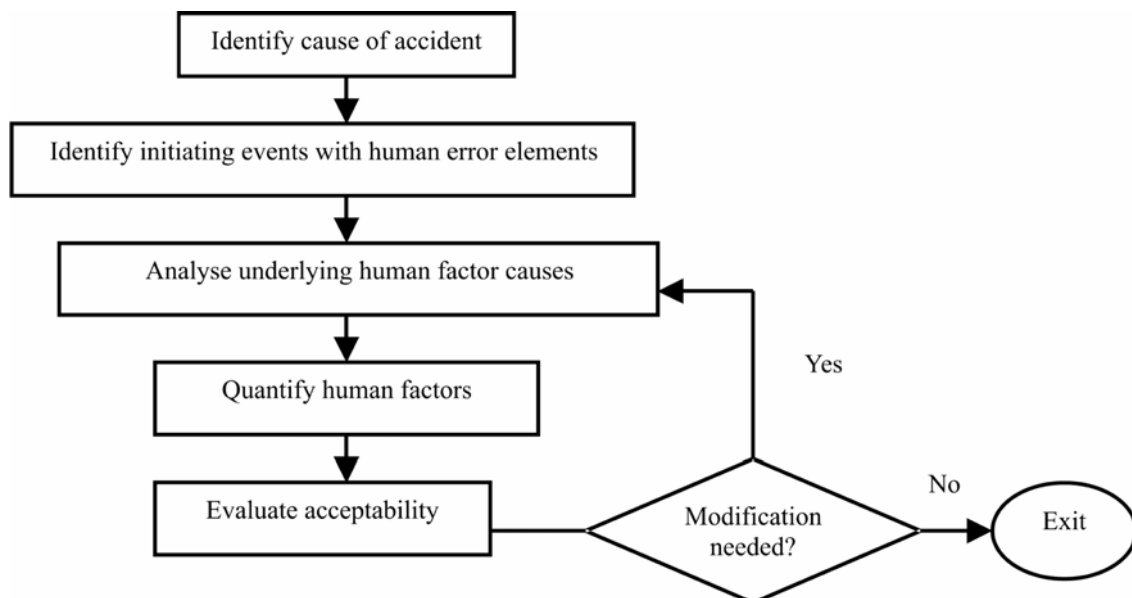 Identify cause of accident
Identify initiating events with human error elements
Analyse underlying human factor causes
Quantify human factors
Evaluate acceptability
Modification
needed?
Yes
No
Exit